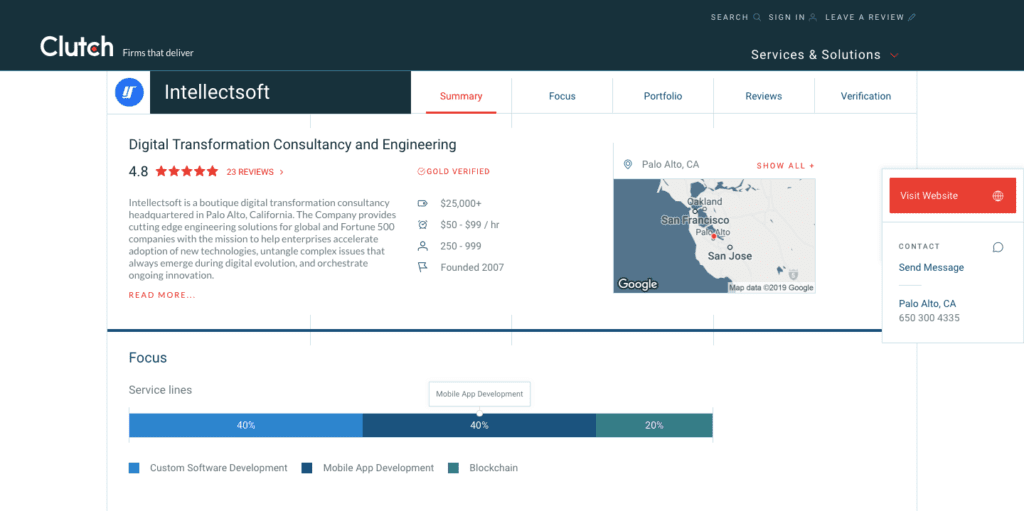 SEARCH SIGN IN LEAVE A REVIEW
Clutch Firms that deliver
Services & Solutions
Intellectsoft
Summary
Focus
Portfolio
Reviews
Verification
Digital Transformation Consultancy and Engineering
4.8 23 REVIEWS
GOLD VERIFIED
Intellectsoft is a boutique digital transformation consultancy
headquartered in Palo Alto, California. The Company provides
cutting edge engineering solutions for global and Fortune 500
companies with the mission to help enterprises accelerate
adoption of new technologies, untangle complex issues that
always emerge during digital evolution, and orchestrate
ongoing innovation.
READ MORE...
$25,000+
$50 - $99 / hr
250 - 999
Founded 2007
Palo Alto, CA
SHOW ALL +
Oakland
San Francisco
Palo Alto
San Jose
Google
Map data ©2019 Google
Visit Website
CONTACT
Send Message
Palo Alto, CA
650 300 4335
Focus
Service lines
Mobile App Development
40%
40%
20%
Custom Software Development
Mobile App Development
Blockchain